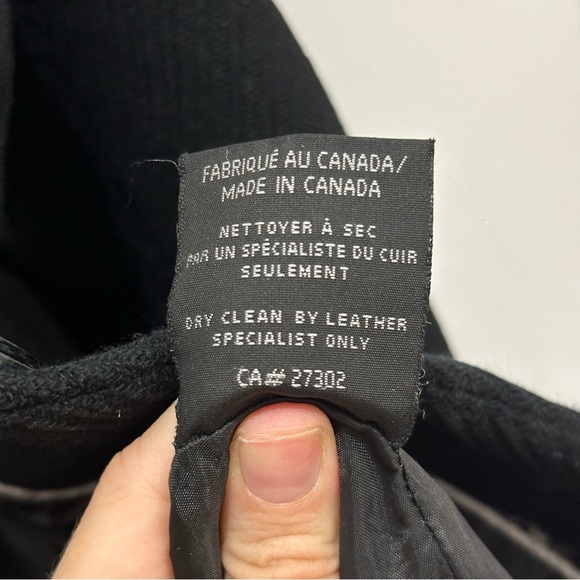 FABRIQUÉ AU CANADA/
MADE IN CANADA
NETTOYER À SEC
PAR UN SPÉCIALISTE DU CUIR
SEULEMENT
DRY CLEAN BY LEATHER
SPECIALIST ONLY
CA# 27302